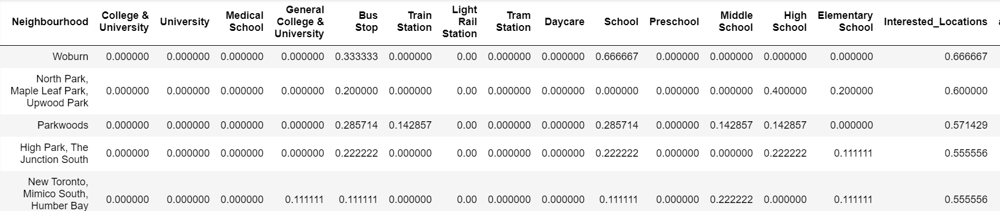 Neighbourhood College & University University Medical School General College & University Bus Stop Train Station Light Rail Station Tram Station Daycare School Preschool Middle School High School Elementary School Interested_Locations
Woburn 0.000000 0.000000 0.000000 0.000000 0.333333 0.000000 0.00 0.000000 0.000000 0.666667 0.000000 0.000000 0.000000 0.000000 0.666667
North Park,
Maple Leaf Park, 0.000000 0.000000 0.000000 0.000000 0.200000 0.000000 0.00 0.000000 0.000000 0.000000 0.000000 0.000000 0.400000 0.200000 0.600000
Upwood Park
Parkwoods 0.000000 0.000000 0.000000 0.000000 0.285714 0.142857 0.00 0.000000 0.000000 0.285714 0.000000 0.142857 0.142857 0.000000 0.571429
High Park, The
Junction South 0.000000 0.000000 0.000000 0.000000 0.222222 0.000000 0.00 0.000000 0.000000 0.222222 0.000000 0.000000 0.222222 0.111111 0.555556
New Toronto,
Mimico South,
Humber Bay 0.000000 0.000000 0.000000 0.111111 0.111111 0.000000 0.00 0.000000 0.000000 0.111111 0.000000 0.222222 0.000000 0.111111 0.555556